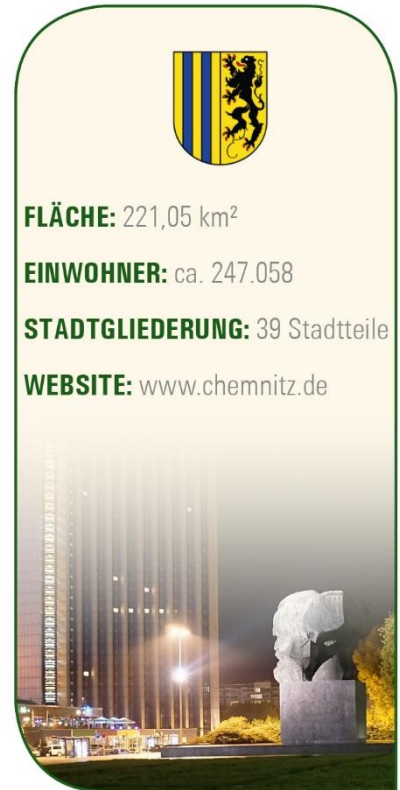 FLÄCHE: 221,05 km²
EINWOHNER: ca. 247.058
STADTGLIEDERUNG: 39 Stadtteile
WEBSITE: www.chemnitz.de